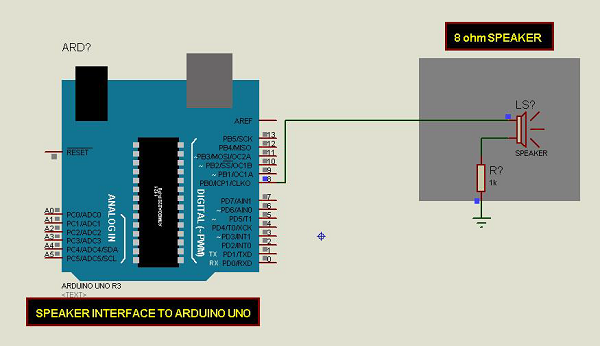 8 ohm SPEAKER
ARD?
LS?
SPEAKER
R?
1k
RESET
AREF
PB5/SCK
PB4/MISO
~PB3/MOSI/OC2A
~ PB2/SS/OC1B
~ PB1/OC1A
PB0/ICP1/CLKO
13
12
11
10
9
8
PD7/AIN1
~ PD6/AIN0
~ PD5/T1
PD4/T0/XCK
~ PD3/INT1
PD2/INT0
TX PD1/TXD
RX PD0/RXD
7
6
5
4
3
2
1
0
DIGITAL (~PWM)
ANALOG IN
A0
A1
A2
A3
A4
A5
PC0/ADC0
PC1/ADC1
PC2/ADC2
PC3/ADC3
PC4/ADC4/SDA
PC5/ADC5/SCL
ARDUINO UNO R3
<TEXT>
SPEAKER INTERFACE TO ARDUINO UNO